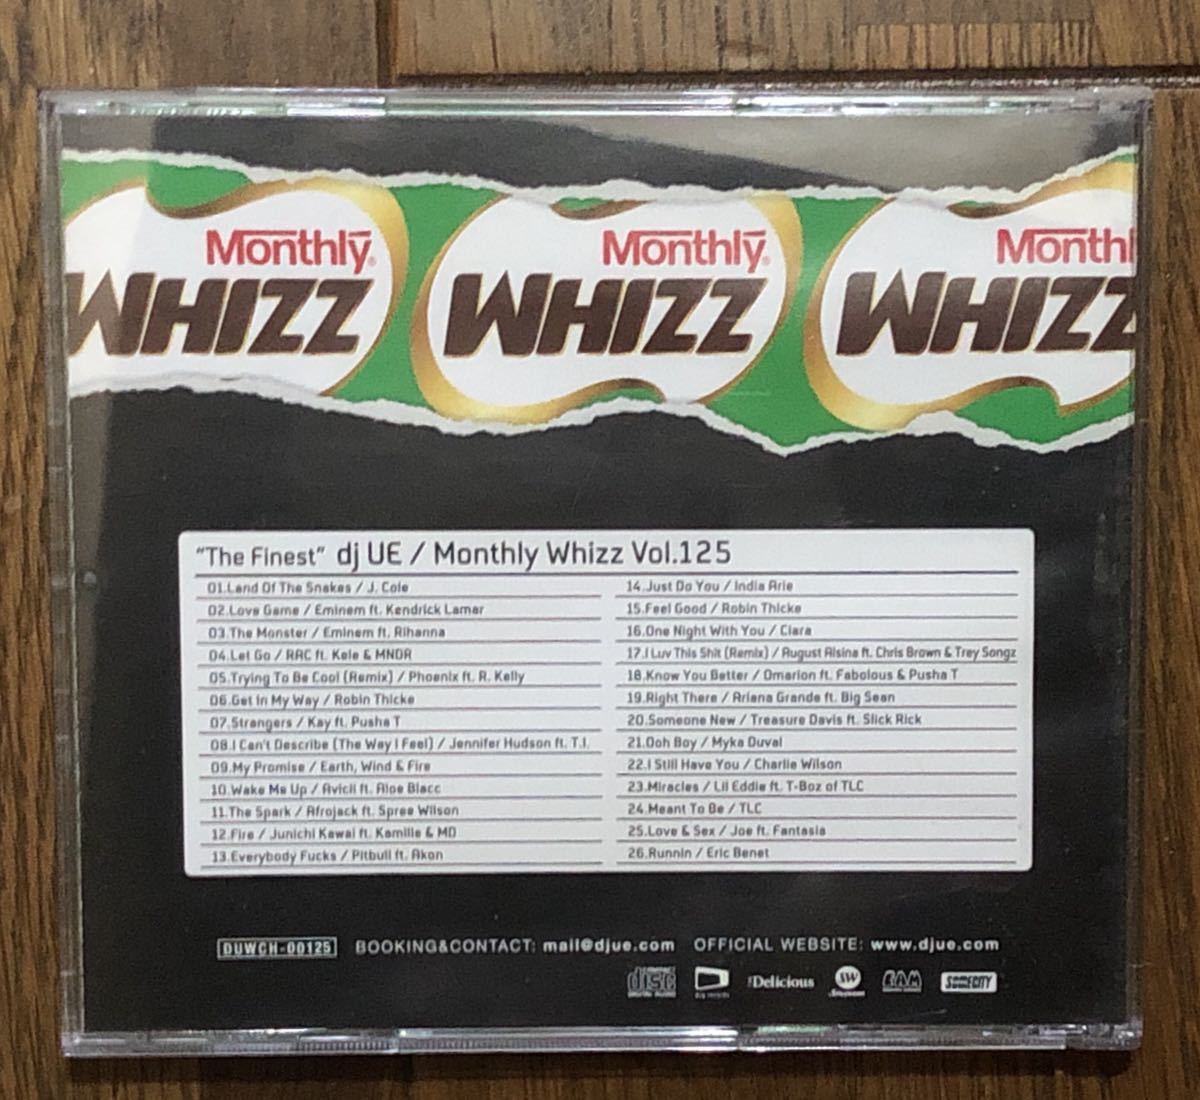 Monthly® Monthly® Monthl
WHIZZ WHIZZ WHIZZ
“The Finest” dj UE / Monthly Whizz Vol.125
01.Land Of The Snakes / J. Cole
02.Love Game / Eminem ft. Kendrick Lamar
03.The Monster / Eminem ft. Rihanna
04.Let Go / RAC ft. Kele & MNDR
05.Trying To Be Cool (Remix) / Phoenix ft. R. Kelly
06.Get In My Way / Robin Thicke
07.Strangers / Kay ft. Pusha T
08.I Can't Describe (The Way I Feel) / Jennifer Hudson ft. T.I.
09.My Promise / Earth, Wind & Fire
10.Wake Me Up / Avicii ft. Aloe Blacc
11.The Spark / Afrojack ft. Spree Wilson
12.Fire / Junichi Kawai ft. Kamille & MD
13.Everybody Fucks / Pitbull ft. Akon
14.Just Do You / India Arie
15.Feel Good / Robin Thicke
16.One Night With You / Ciara
17.I Luv This Shit (Remix) / August Alsina ft. Chris Brown & Trey Songz
18.Know You Better / Omarion ft. Fabolous & Pusha T
19.Right There / Ariana Grande ft. Big Sean
20.Someone New / Treasure Davis ft. Slick Rick
21.Ooh Boy / Myka Duval
22.I Still Have You / Charlie Wilson
23.Miracles / Lil Eddie ft. T-Boz of TLC
24.Meant To Be / TLC
25.Love & Sex / Joe ft. Fantasia
26.Runnin / Eric Benet
DUWCH-00125 BOOKING&CONTACT: mail@djue.com OFFICIAL WEBSITE: www.djue.com
COMPACT disc DIGITAL AUDIO The Delicious SW SOMECITY